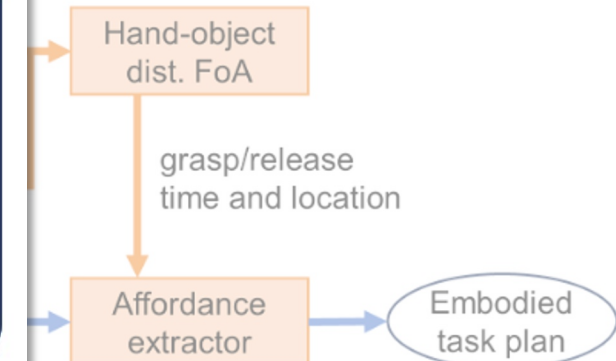 Hand-object
dist. FoA
grasp/release
time and location
Affordance
extractor
Embodied
task plan